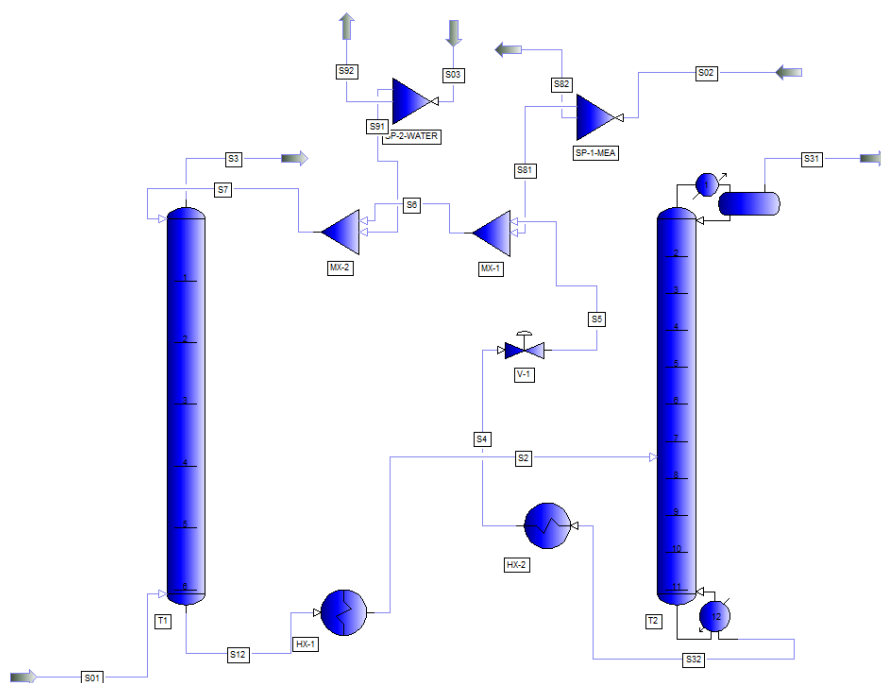 S92
S03
S82
S02
S91
SP-2-WATER
SP-1-MEA
S3
S31
S81
1
S7
S6
MX-2
MX-1
2
1
3
2
S5
4
V-1
5
3
6
S4
7
S2
4
8
9
5
HX-2
10
6
11
T1
HX-1
T2
12
S12
S32
S01